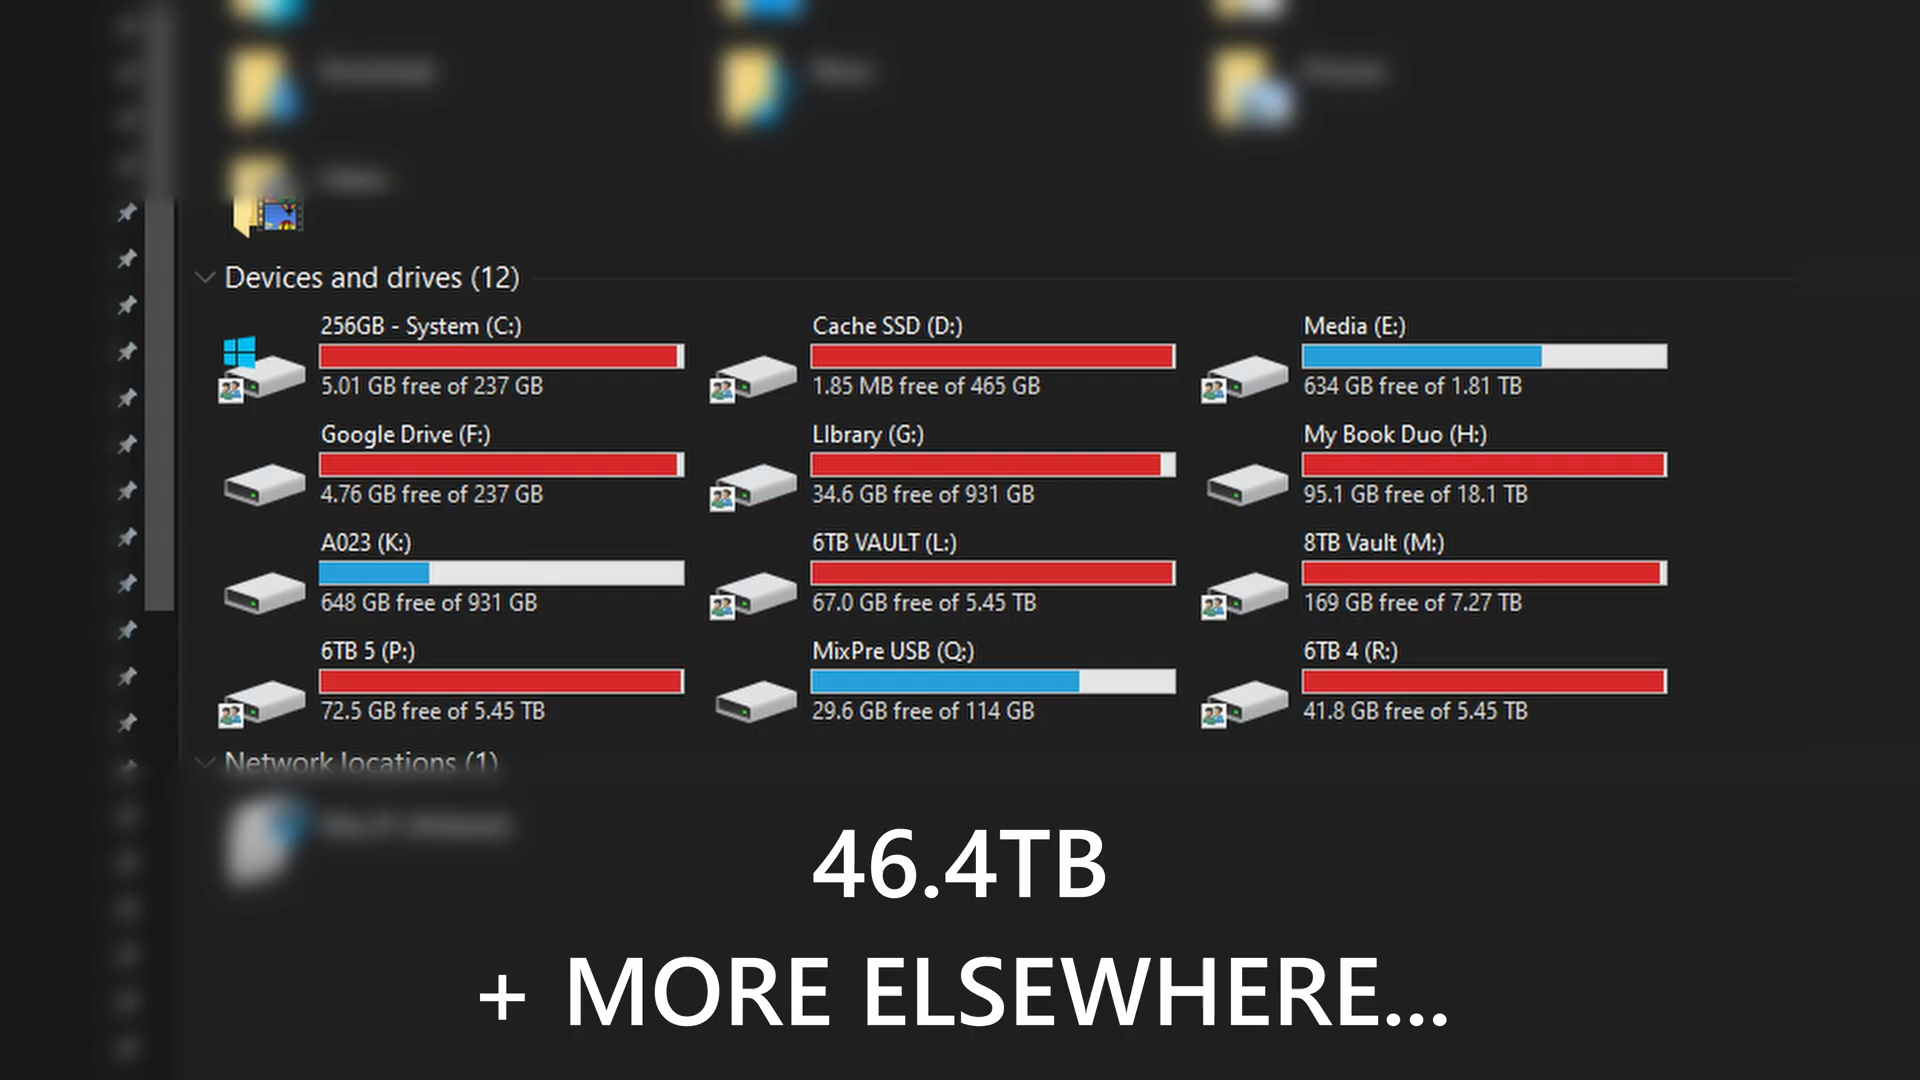 Devices and drives (12)
256GB - System (C:)
5.01 GB free of 237 GB
Cache SSD (D:)
1.85 MB free of 465 GB
Media (E:)
634 GB free of 1.81 TB
Google Drive (F:)
4.76 GB free of 237 GB
LIbrary (G:)
34.6 GB free of 931 GB
My Book Duo (H:)
95.1 GB free of 18.1 TB
A023 (K:)
648 GB free of 931 GB
6TB VAULT (L:)
67.0 GB free of 5.45 TB
8TB Vault (M:)
169 GB free of 7.27 TB
6TB 5 (P:)
72.5 GB free of 5.45 TB
MixPre USB (Q:)
29.6 GB free of 114 GB
6TB 4 (R:)
41.8 GB free of 5.45 TB
Network locations (1)
46.4TB
+ MORE ELSEWHERE...